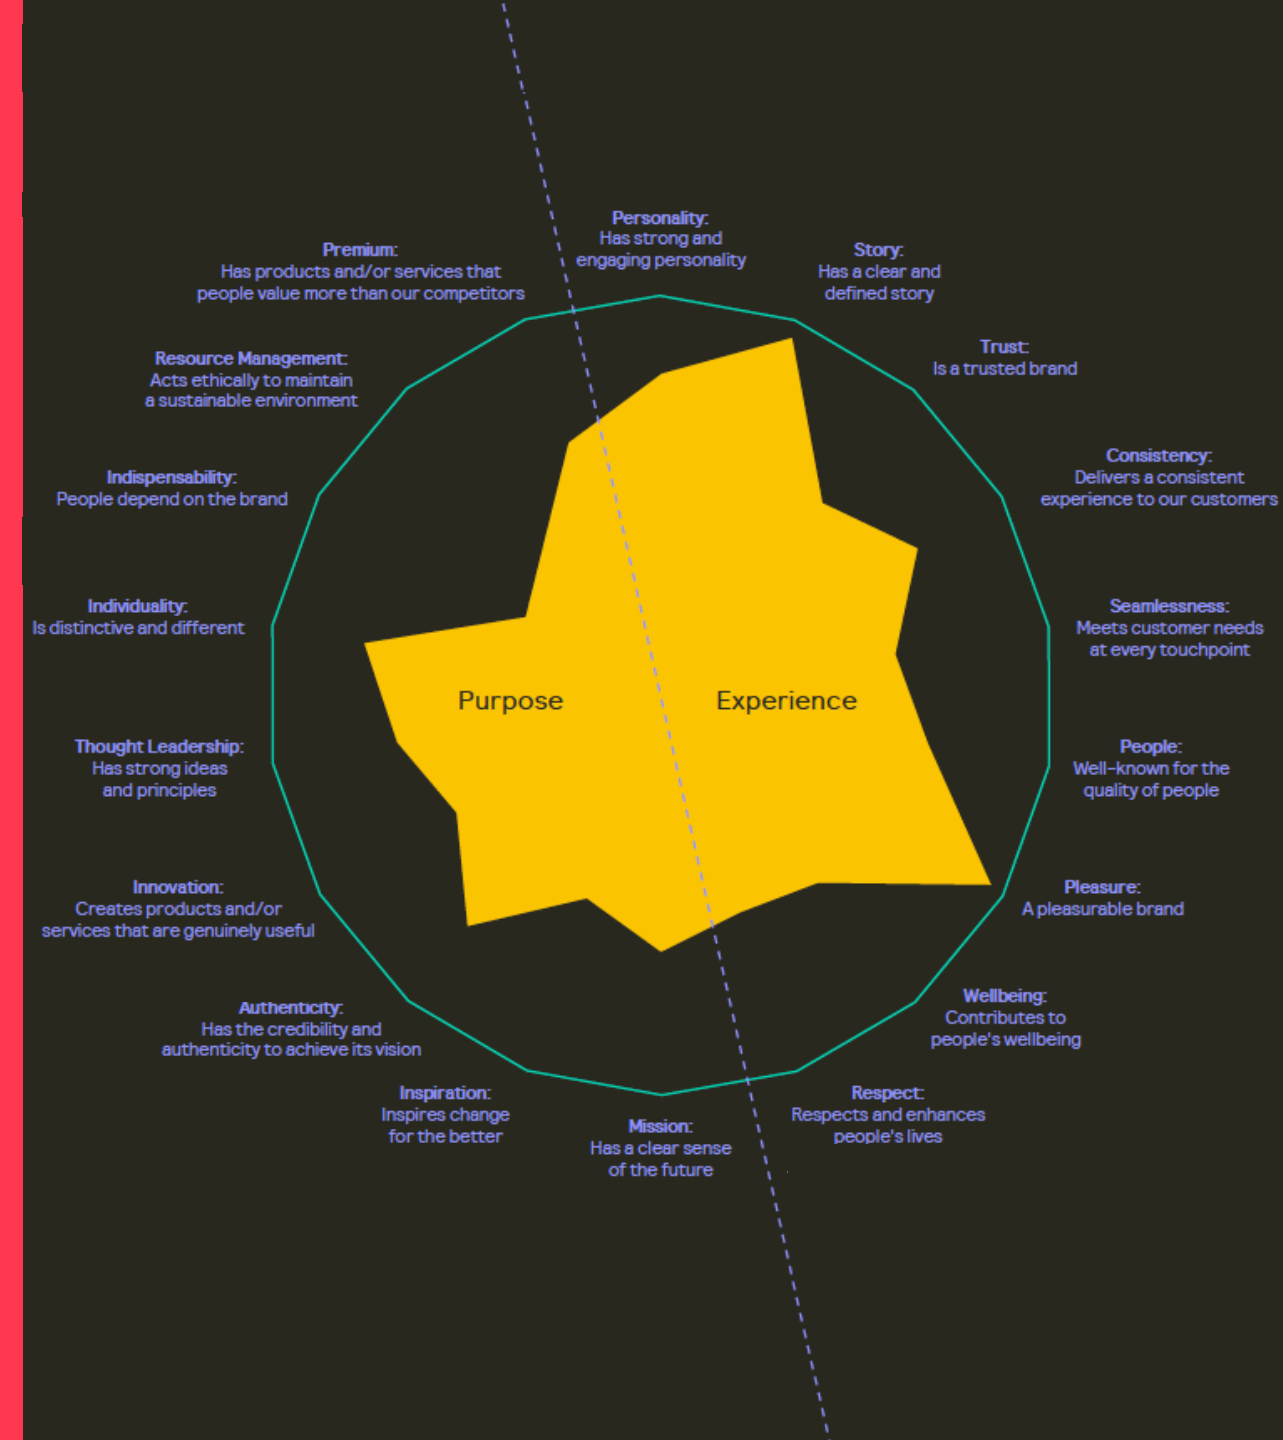 Personality:
Has strong and
engaging personality
Story:
Has a clear and
defined story
Trust:
Is a trusted brand
Consistency:
Delivers a consistent
experience to our customers
Seamlessness:
Meets customer needs
at every touchpoint
People:
Well-known for the
quality of people
Pleasure:
A pleasurable brand
Wellbeing:
Contributes to
people's wellbeing
Respect:
Respects and enhances
people's lives
Mission:
Has a clear sense
of the future
Inspiration:
Inspires change
for the better
Authenticity:
Has the credibility and
authenticity to achieve its vision
Innovation:
Creates products and/or
services that are genuinely useful
Thought Leadership:
Has strong ideas
and principles
Individuality:
Is distinctive and different
Indispensability:
People depend on the brand
Resource Management:
Acts ethically to maintain
a sustainable environment
Premium:
Has products and/or services that
people value more than our competitors
Purpose
Experience